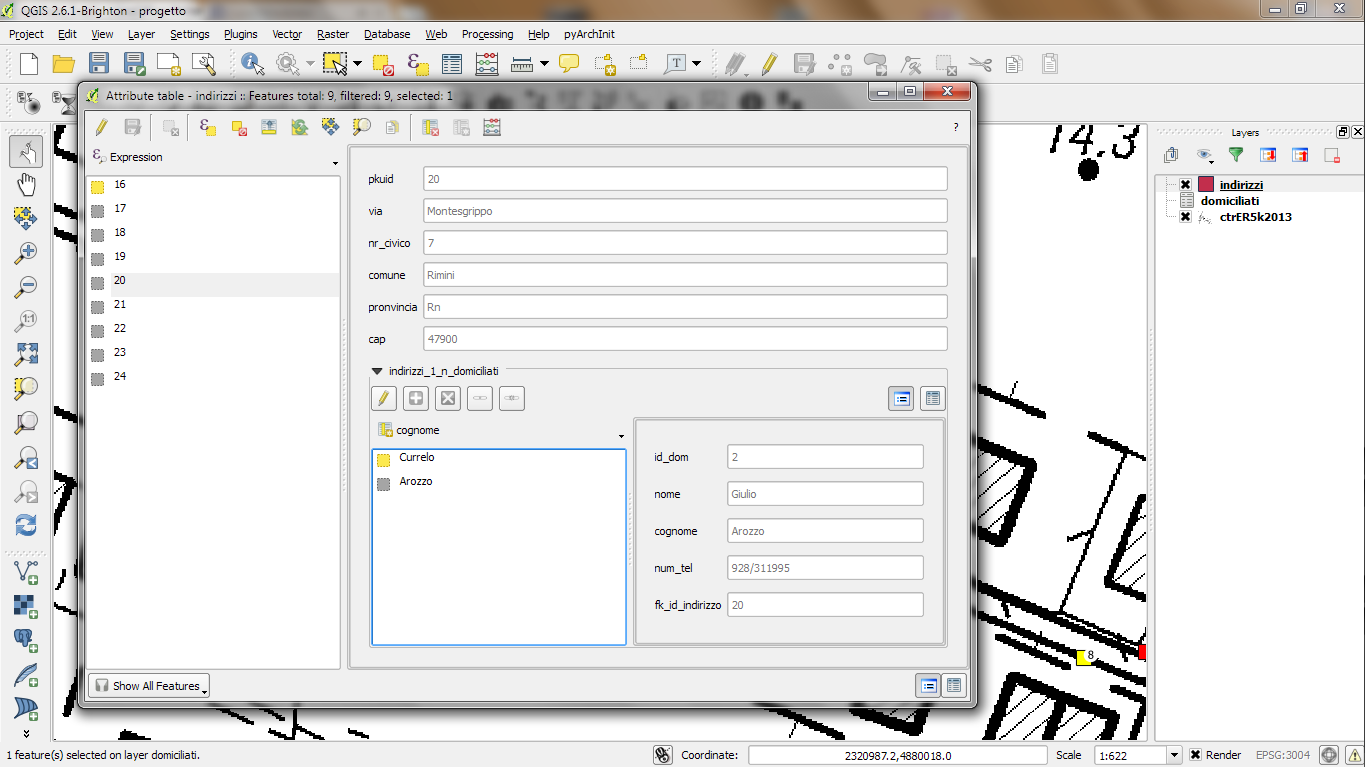 QGIS 2.6.1-Brighton - progetto
Project Edit View Layer Settings Plugins Vector Raster Database Web Processing Help pyArchInit
T
Attribute table - indirizzi :: Features total: 9, filtered: 9, selected: 1
?
Expression
16
17
18
19
20
21
22
23
24
pkuid 20
via Montesgrippo
nr_civico 7
comune Rimini
pronvincia Rn
cap 47900
indirizzi_1_n_domiciliati
cognome
Currelo
Arozzo
id_dom 2
nome Giulio
cognome Arozzo
num_tel 928/311995
fk_id_indirizzo 20
Show All Features
1:1
14.3
8
Layers
indirizzi
domiciliati
ctrER5k2013
1 feature(s) selected on layer domiciliati.
Coordinate: 2320987.2,4880018.0 Scale 1:622 Render EPSG:3004